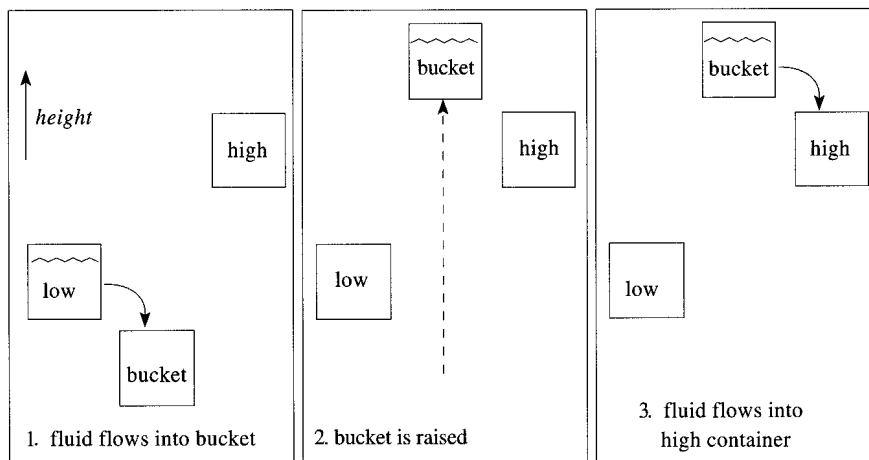 height
high
low
bucket
1. fluid flows into bucket
bucket
high
low
2. bucket is raised
bucket
high
low
3. fluid flows into
high container